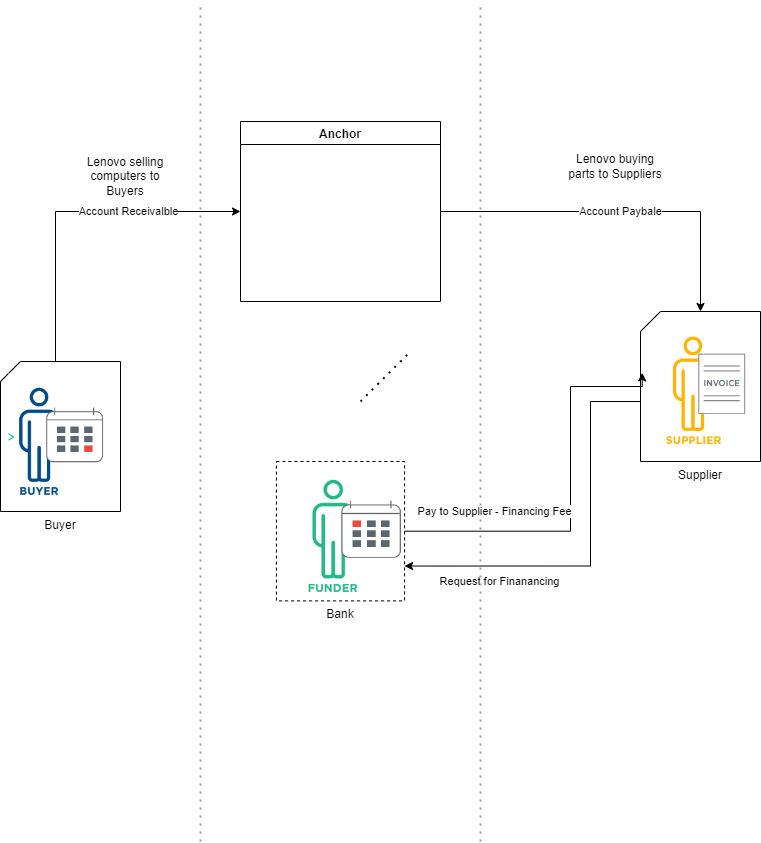 Anchor
Lenovo selling
computers to
Buyers
Lenovo buying
parts to Suppliers
Account Receivalble
Account Paybale
INVOICE
SUPPLIER
Supplier
>
BUYER
Buyer
Pay to Supplier - Financing Fee
FUNDER
Request for Finanancing
Bank